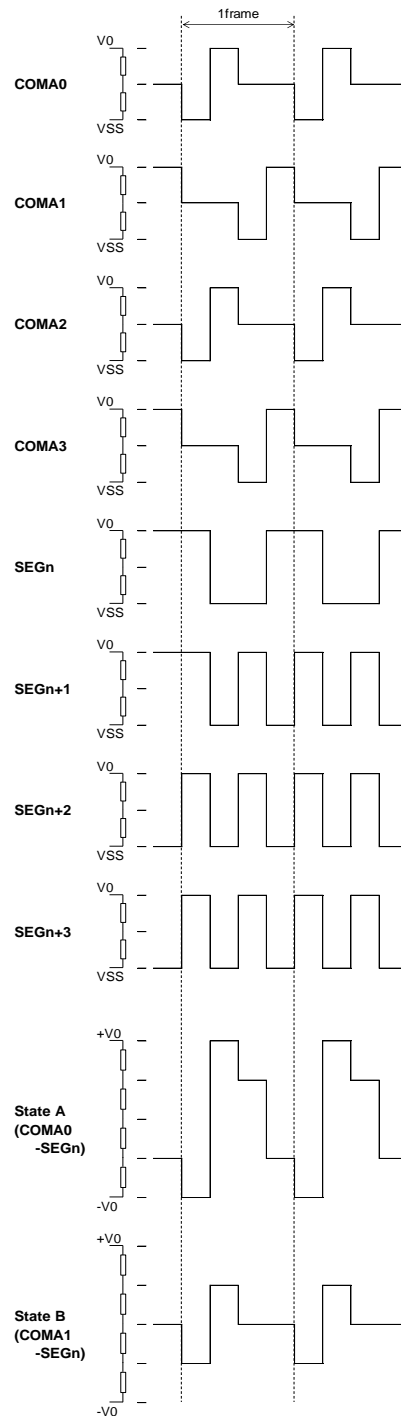 1frame
V0
COMA0
VSS
V0
COMA1
VSS
V0
COMA2
VSS
V0
COMA3
VSS
V0
SEGn
VSS
V0
SEGn+1
VSS
V0
SEGn+2
VSS
V0
SEGn+3
VSS
+V0
State A
(COMA0
-SEGn)
-V0
+V0
State B
(COMA1
-SEGn)
-V0